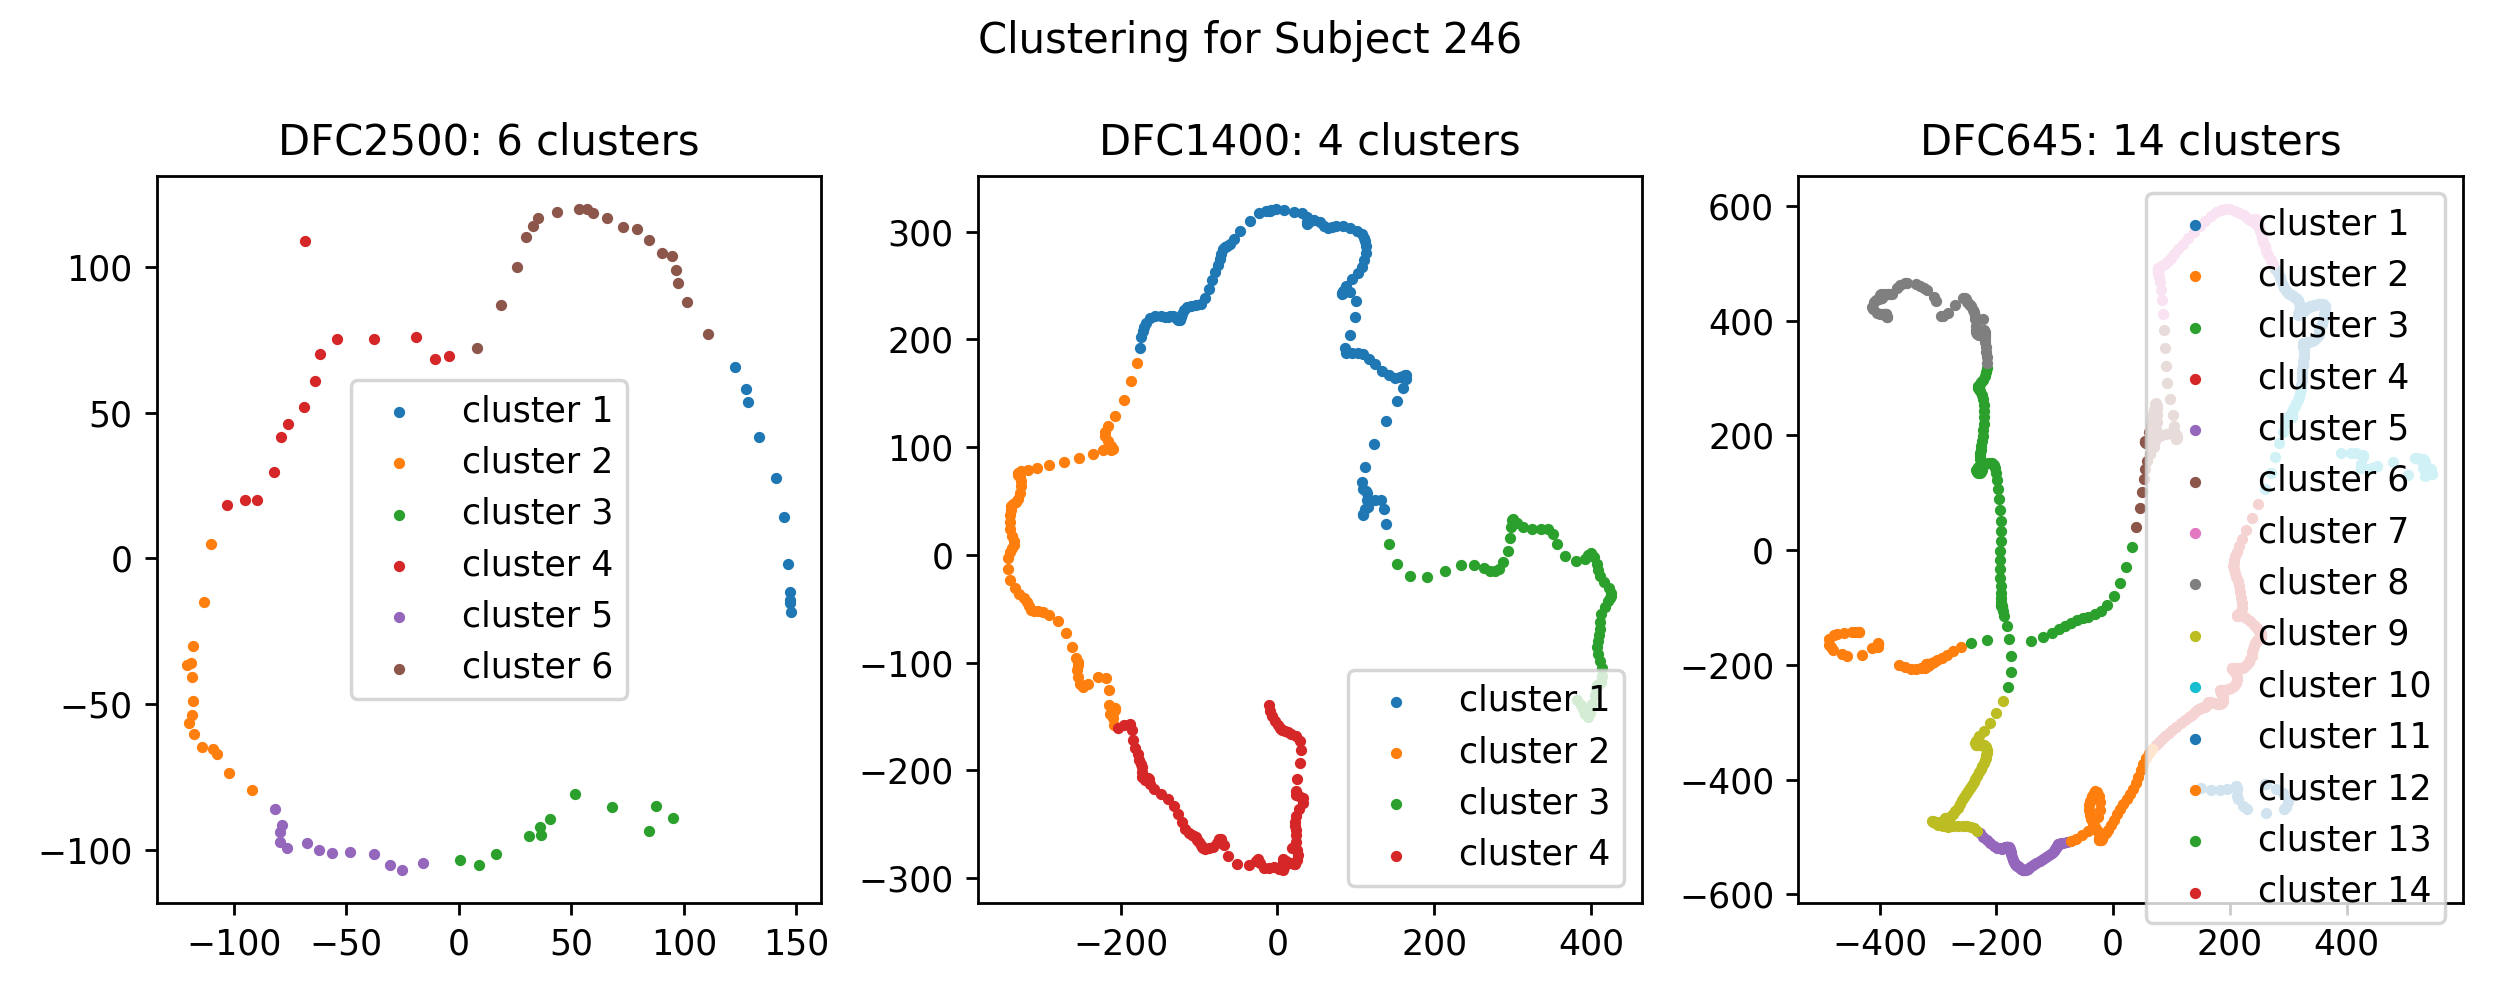 Clustering for Subject 246
DFC2500: 6 clusters
100
50
0
−50
−100
−100
−50
0
50
100
150
cluster 1
cluster 2
cluster 3
cluster 4
cluster 5
cluster 6
DFC1400: 4 clusters
300
200
100
0
−100
−200
−300
−200
0
200
400
cluster 1
cluster 2
cluster 3
cluster 4
DFC645: 14 clusters
600
400
200
0
−200
−400
−600
−400
−200
0
200
400
cluster 1
cluster 2
cluster 3
cluster 4
cluster 5
cluster 6
cluster 7
cluster 8
cluster 9
cluster 10
cluster 11
cluster 12
cluster 13
cluster 14